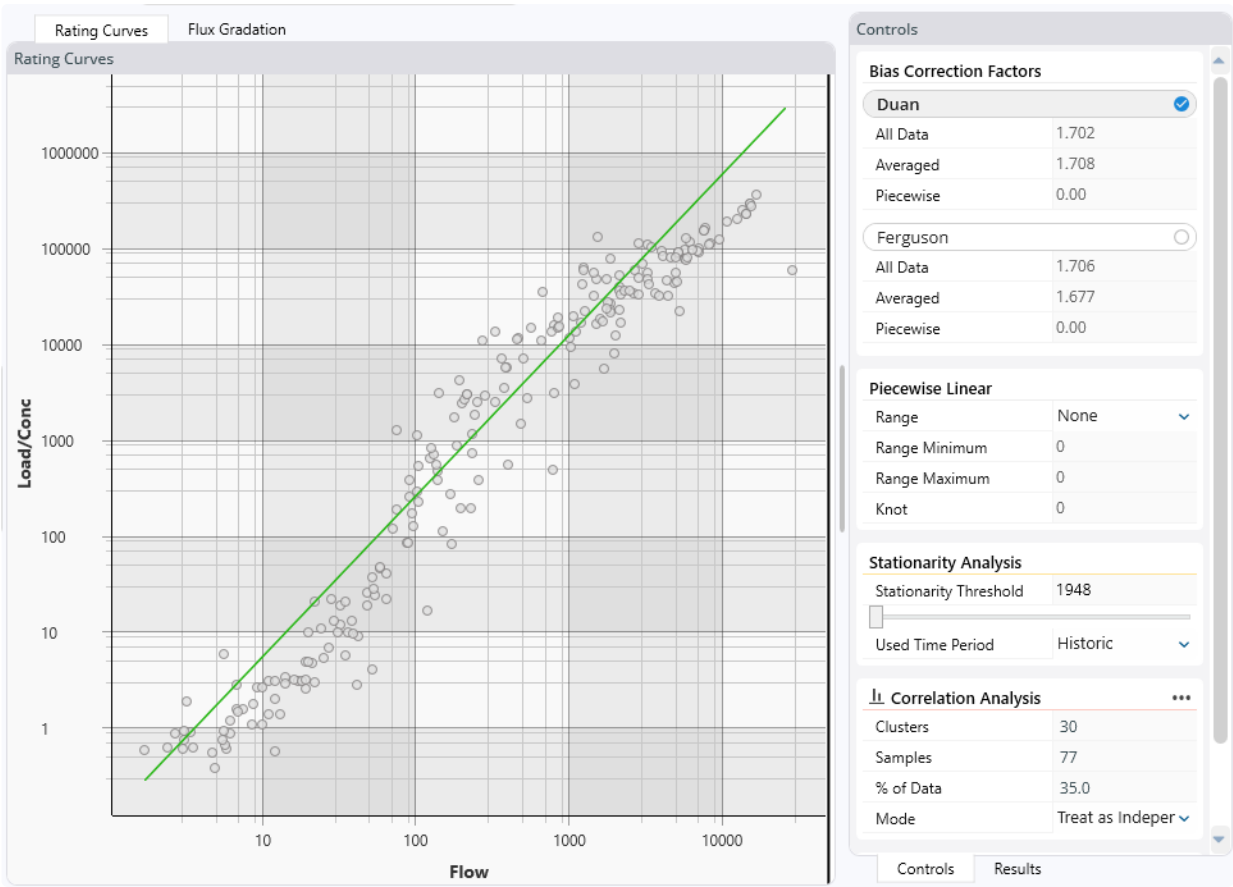 Rating Curves Flux Gradation
Rating Curves
1000000
100000
10000
1000
100
10
1
Load/Conc
10 100 1000 10000
Flow
Controls
Bias Correction Factors
Duan
All Data 1.702
Averaged 1.708
Piecewise 0.00
Ferguson
All Data 1.706
Averaged 1.677
Piecewise 0.00
Piecewise Linear
Range None
Range Minimum 0
Range Maximum 0
Knot 0
Stationarity Analysis
Stationarity Threshold 1948
Used Time Period Historic
Correlation Analysis
Clusters 30
Samples 77
% of Data 35.0
Mode Treat as Indeper
Controls Results